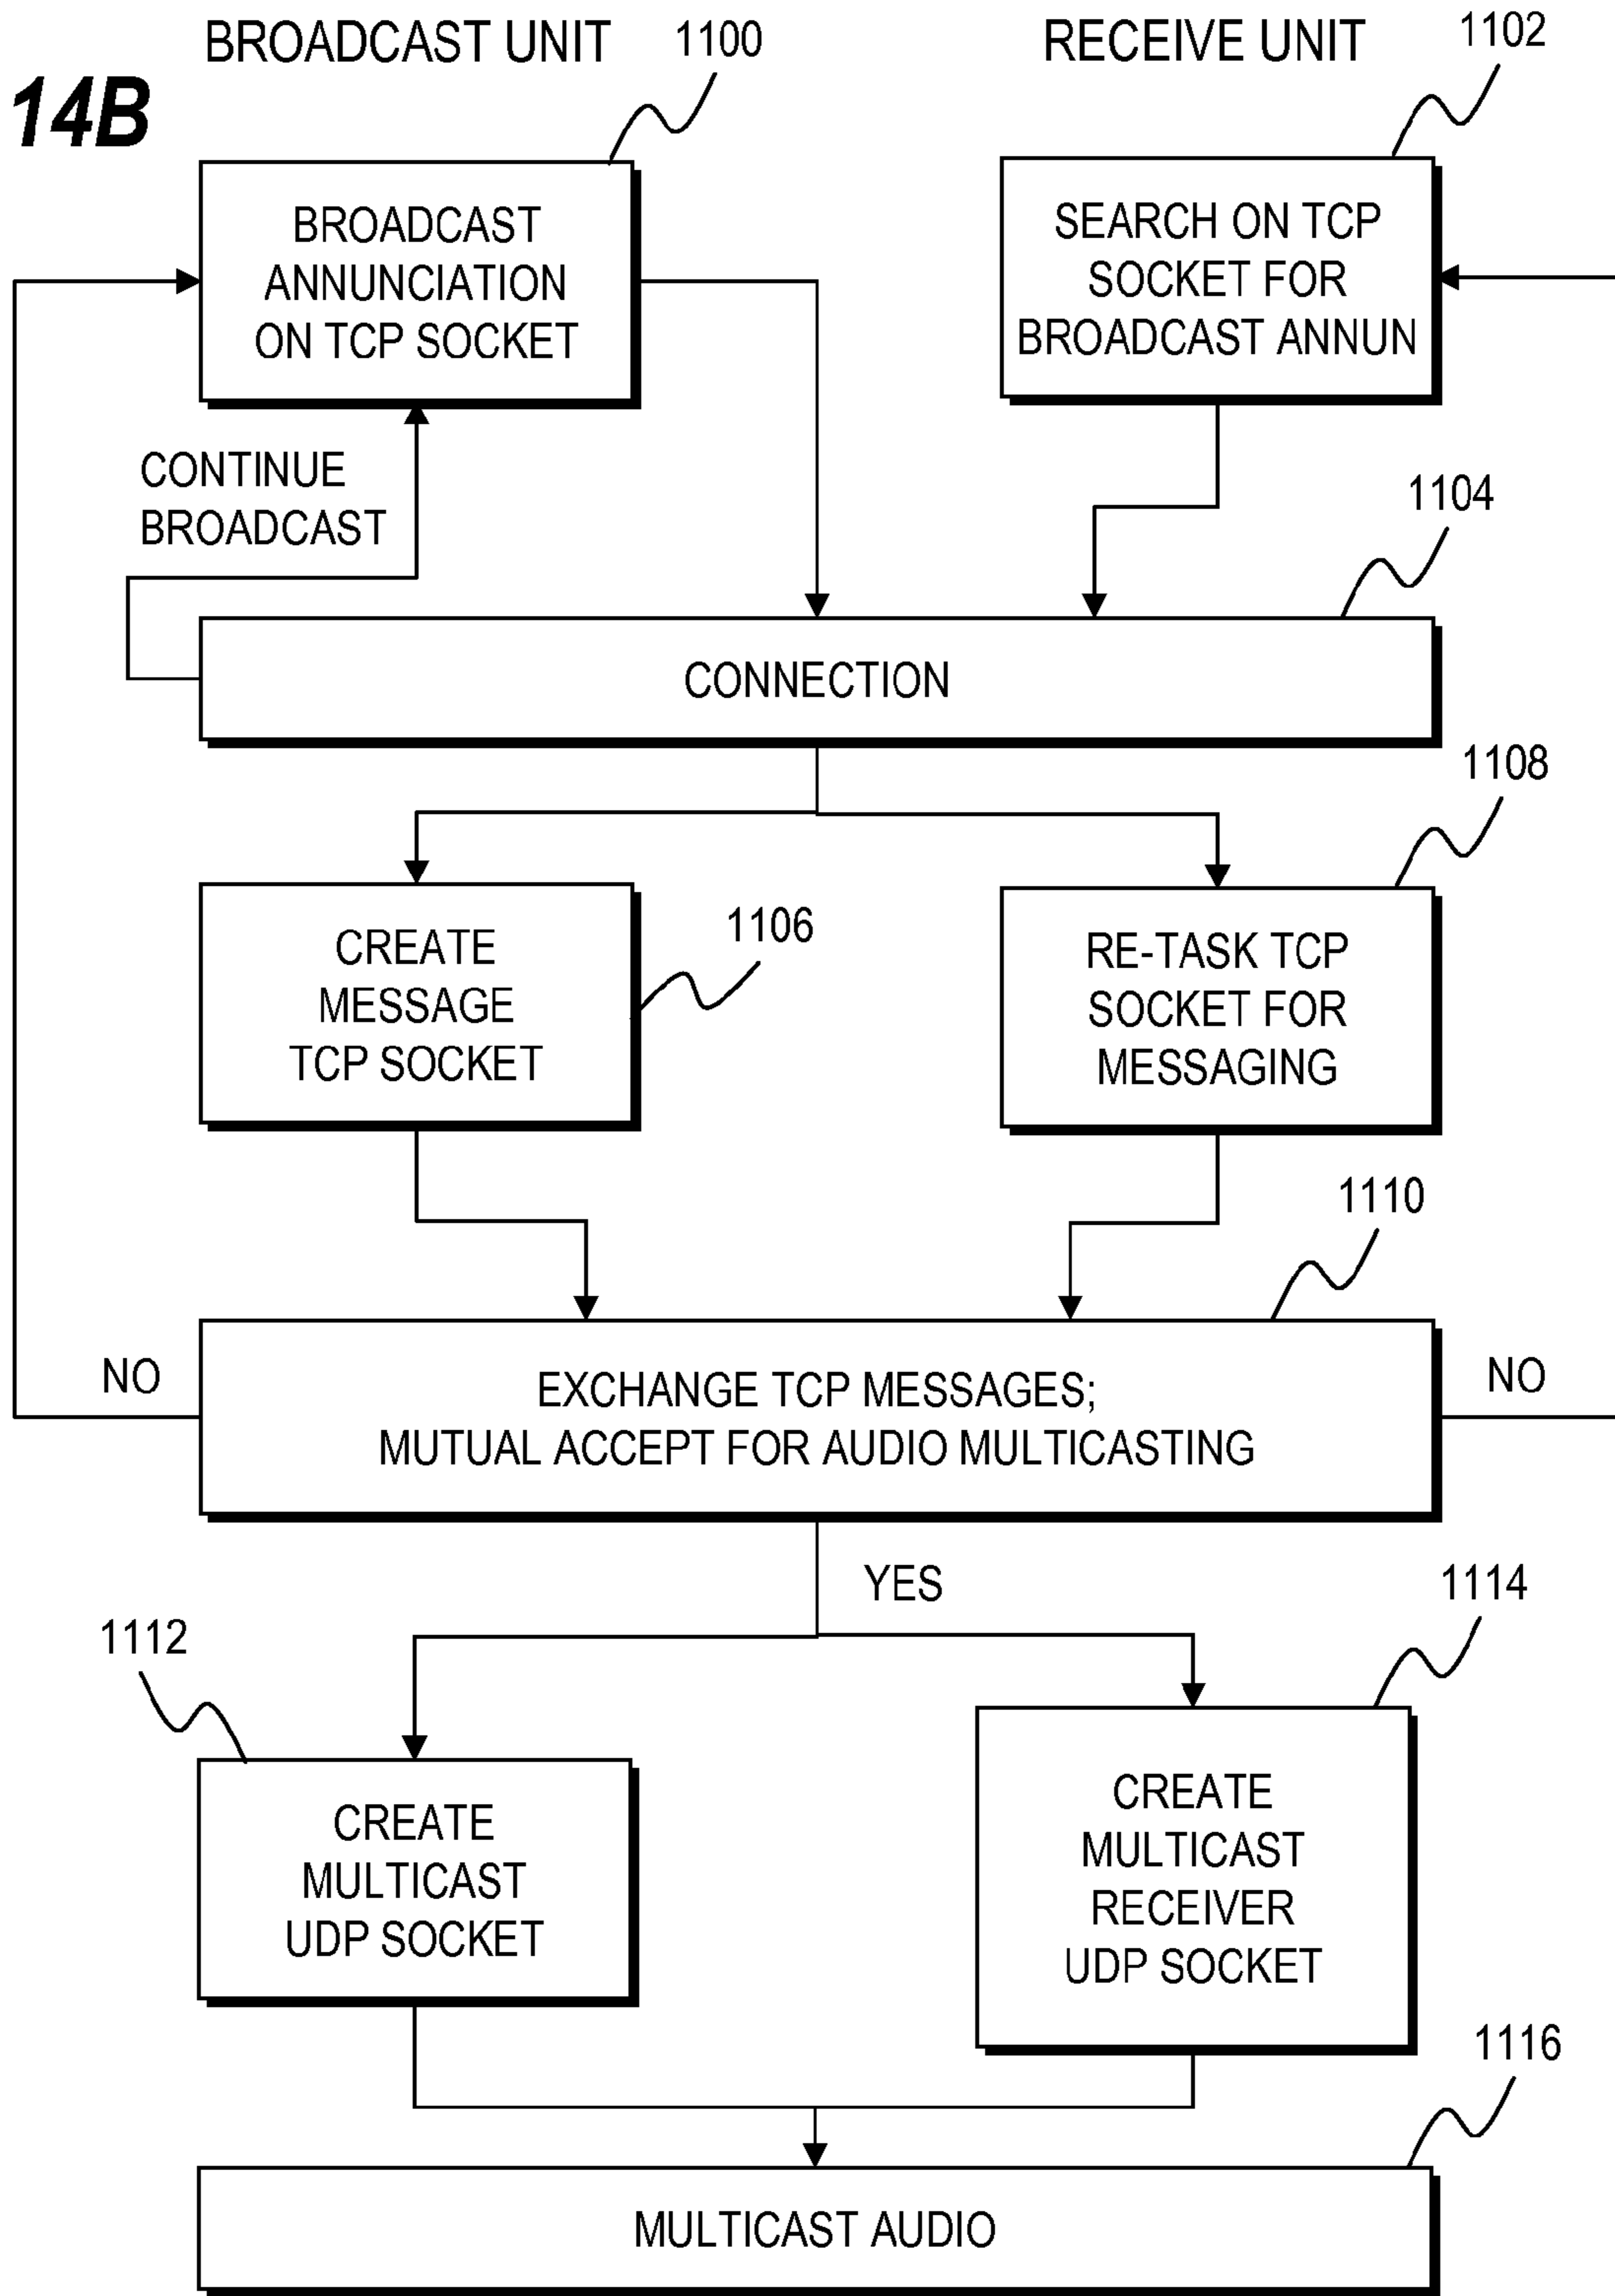 BROADCAST UNIT
1100
RECEIVE UNIT
1102
14B
BROADCAST
ANNUNCIATION
ON TCP SOCKET
SEARCH ON TCP
SOCKET FOR
BROADCAST ANNUN
CONTINUE
BROADCAST
1104
CONNECTION
1108
CREATE
MESSAGE
TCP SOCKET
1106
RE-TASK TCP
SOCKET FOR
MESSAGING
1110
NO
EXCHANGE TCP MESSAGES;
MUTUAL ACCEPT FOR AUDIO MULTICASTING
NO
YES
1112
1114
CREATE
MULTICAST
UDP SOCKET
CREATE
MULTICAST
RECEIVER
UDP SOCKET
1116
MULTICAST AUDIO